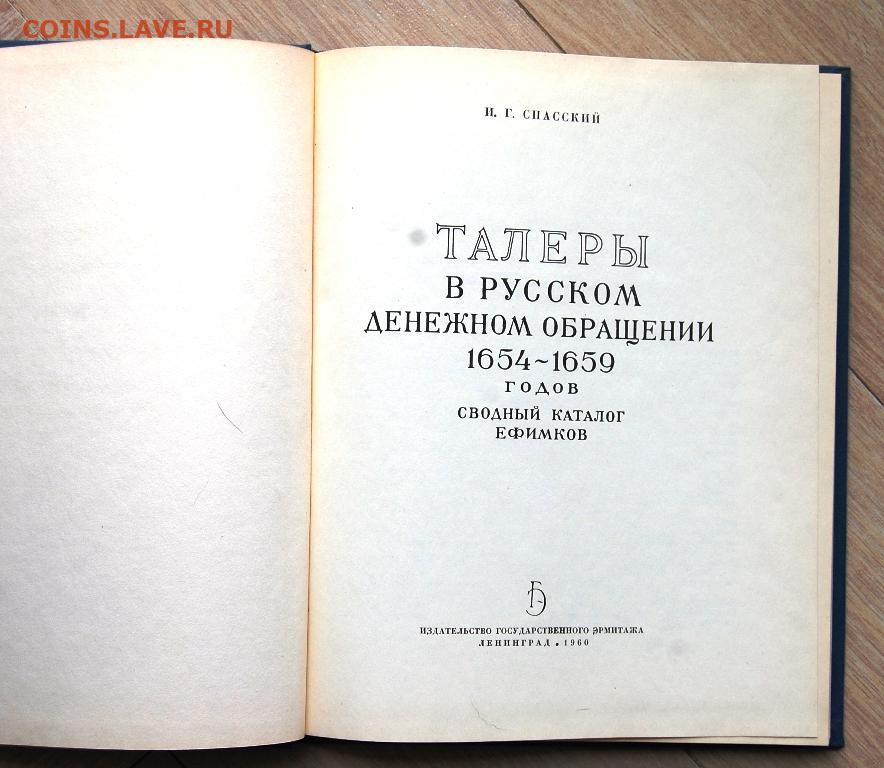 COINS.LAVE.RU
И. Г. СПАССКИЙ
ТАЛЕРЫ
В РУССКОМ
ДЕНЕЖНОМ ОБРАЩЕНИИ
1654~1659
ГОДОВ
СВОДНЫЙ КАТАЛОГ
ЕФИМКОВ
ГЭ
ИЗДАТЕЛЬСТВО ГОСУДАРСТВЕННОГО ЭРМИТАЖА
ЛЕНИНГРАД • 1960